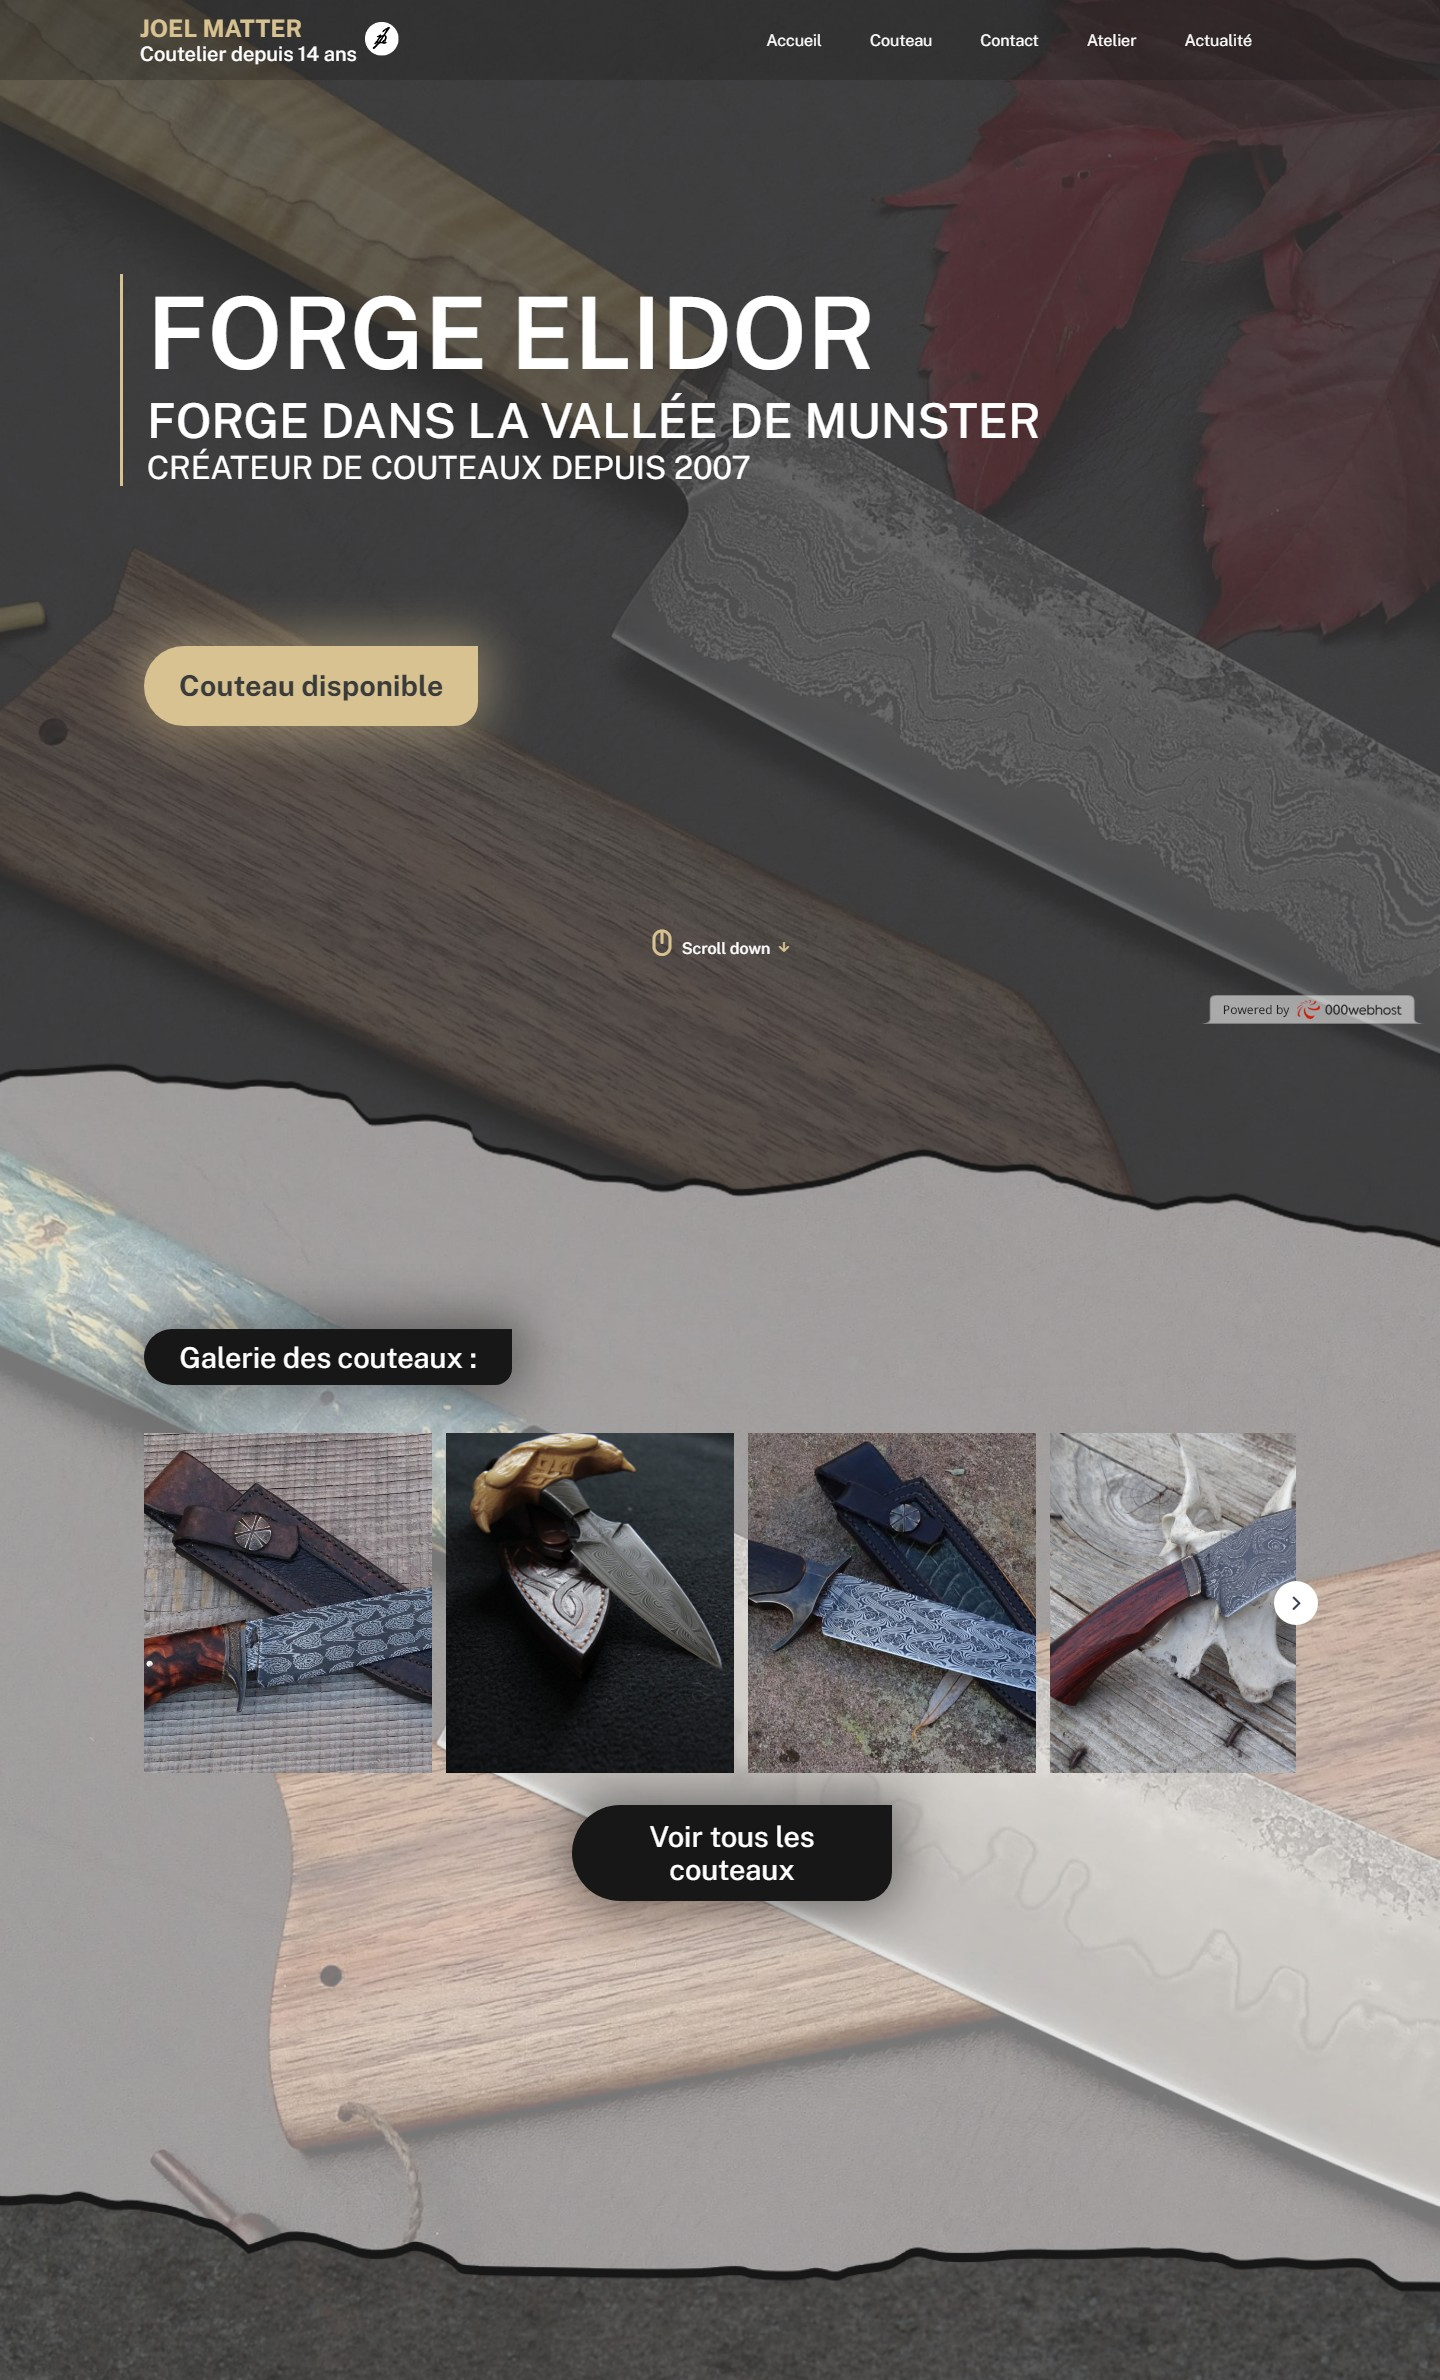 JOEL MATTER
Coutelier depuis 14 ans
Accueil
Couteau
Contact
Atelier
Actualité
FORGE ELIDOR
FORGE DANS LA VALLÉE DE MUNSTER
CRÉATEUR DE COUTEAUX DEPUIS 2007
Couteau disponible
Scroll down
Powered by 000webhost
Galerie des couteaux :
Voir tous les
couteaux